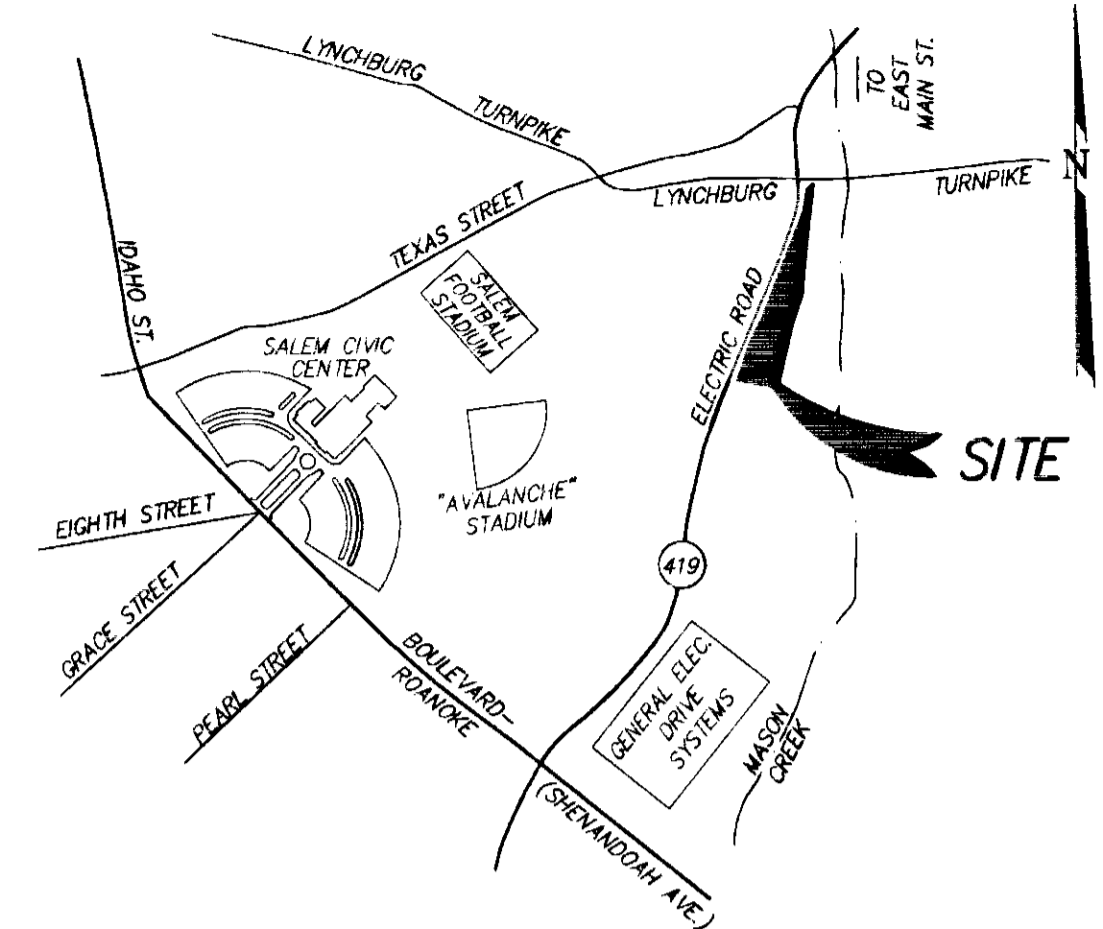 LYNCHBURG
TURNPIKE
TO
EAST
MAIN ST.
N
LYNCHBURG
TURNPIKE
TEXAS STREET
IDAHO ST.
SALEM
FOOTBALL
STADIUM
SALEM CIVIC
CENTER
ELECTRIC ROAD
SITE
"AVALANCHE"
STADIUM
EIGHTH STREET
419
GRACE STREET
PEARL STREET
BOULEVARD-
ROANOKE
GENERAL ELEC.
DRIVE
SYSTEMS
MASON
CREEK
(SHENANDOAH AVE.)